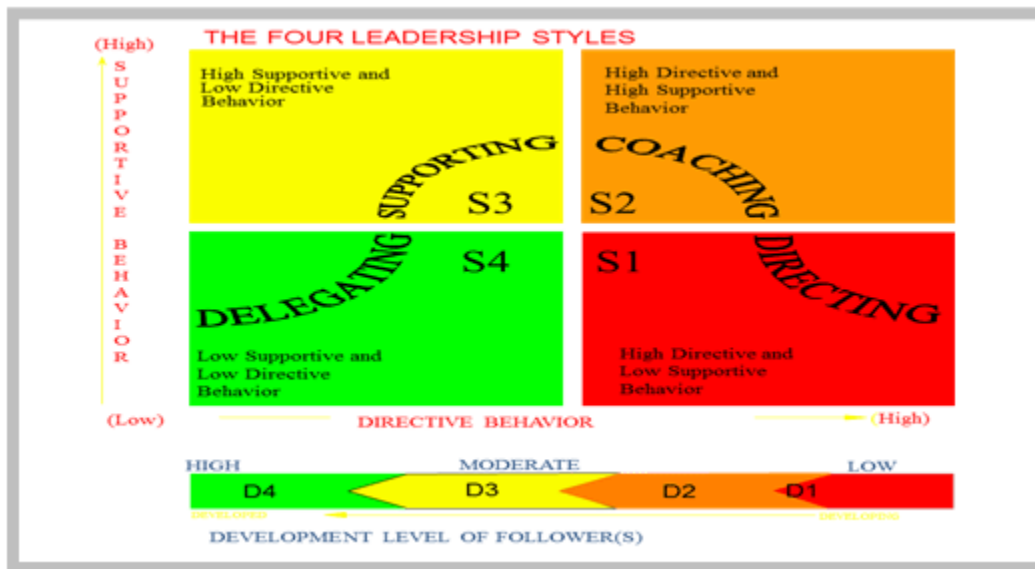 THE FOUR LEADERSHIP STYLES
(High)
SUPPORTIVE BEHAVIOR
(Low)
High Supportive and
Low Directive
Behavior
SUPPORTING
S3
High Directive and
High Supportive
Behavior
COACHING
S2
DELEGATING
S4
Low Supportive and
Low Directive
Behavior
S1
DIRECTING
High Directive and
Low Supportive
Behavior
DIRECTIVE BEHAVIOR
(High)
HIGH
MODERATE
LOW
D4
D3
D2
D1
DEVELOPED
DEVELOPING
DEVELOPMENT LEVEL OF FOLLOWER(S)